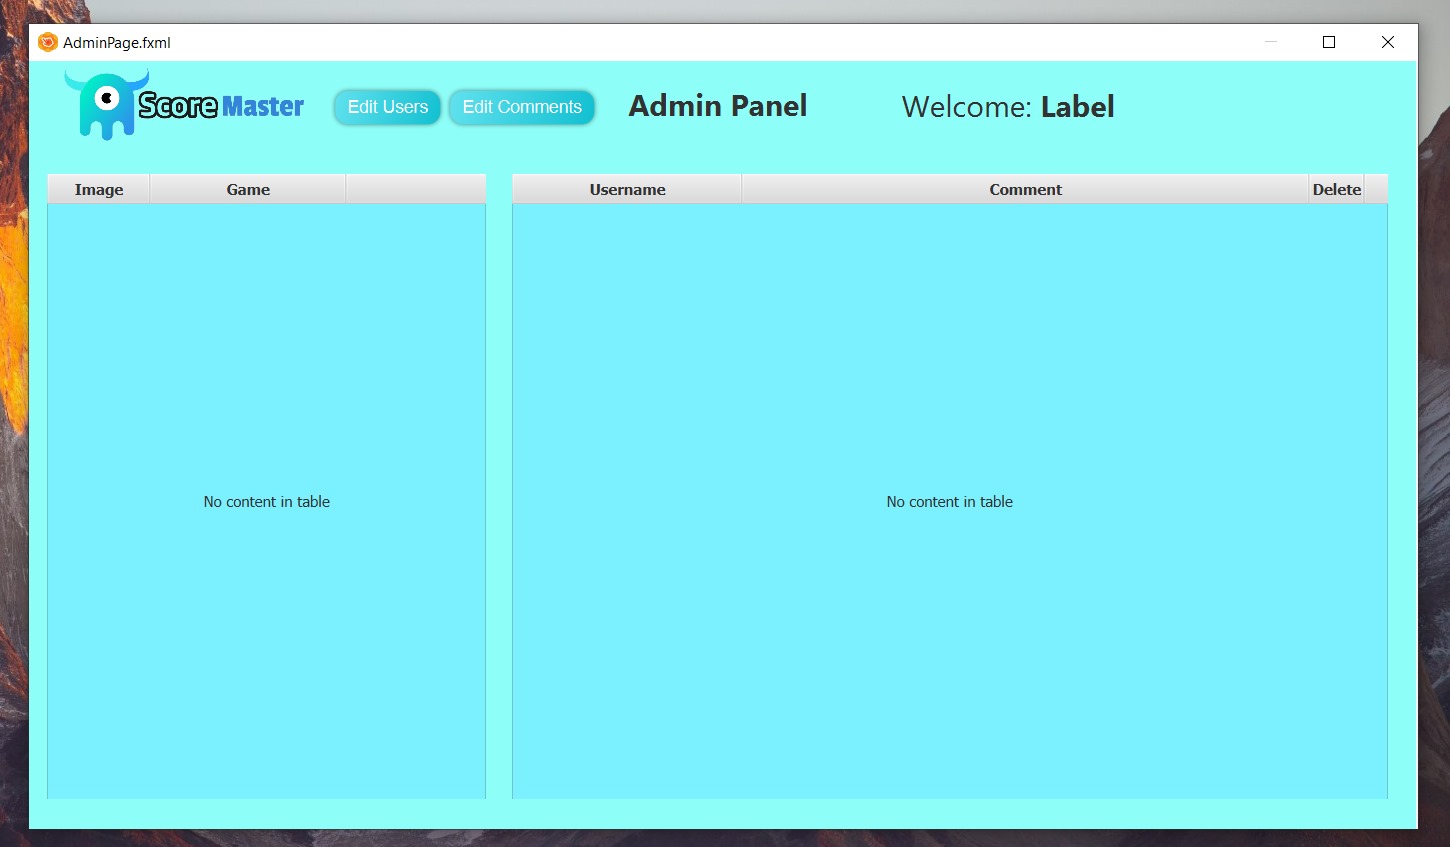 AdminPage.fxml
Score Master
Edit Users
Edit Comments
Admin Panel
Welcome: Label
Image
Game
Username
Comment
Delete
No content in table
No content in table